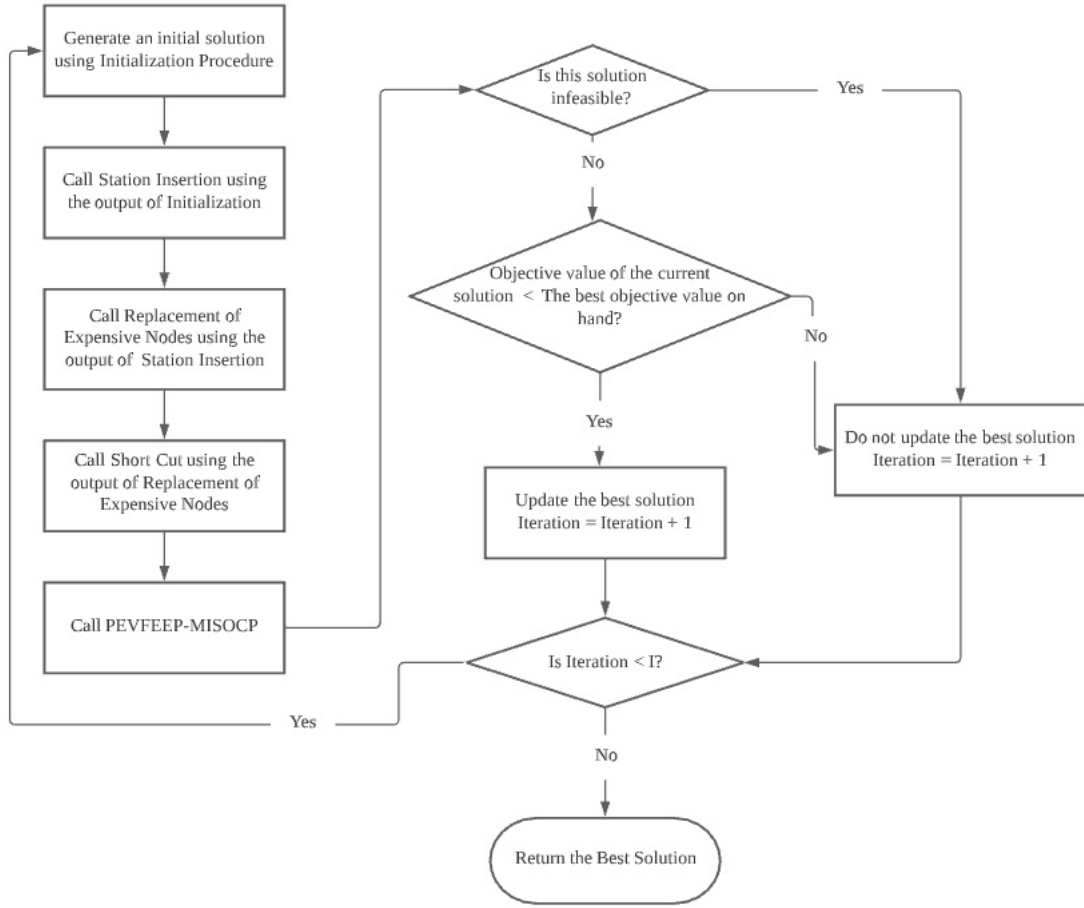 Generate an initial solution
using Initialization Procedure
Call Station Insertion using
the output of Initialization
Call Replacement of
Expensive Nodes using the
output of Station Insertion
Call Short Cut using the
output of Replacement of
Expensive Nodes
Call PEVFEEP-MISOCP
Is this solution
infeasible?
Yes
No
Objective value of the current
solution < The best objective value on
hand?
No
Yes
Do not update the best solution
Iteration = Iteration + 1
Update the best solution
Iteration = Iteration + 1
Is Iteration < I?
Yes
No
Return the Best Solution